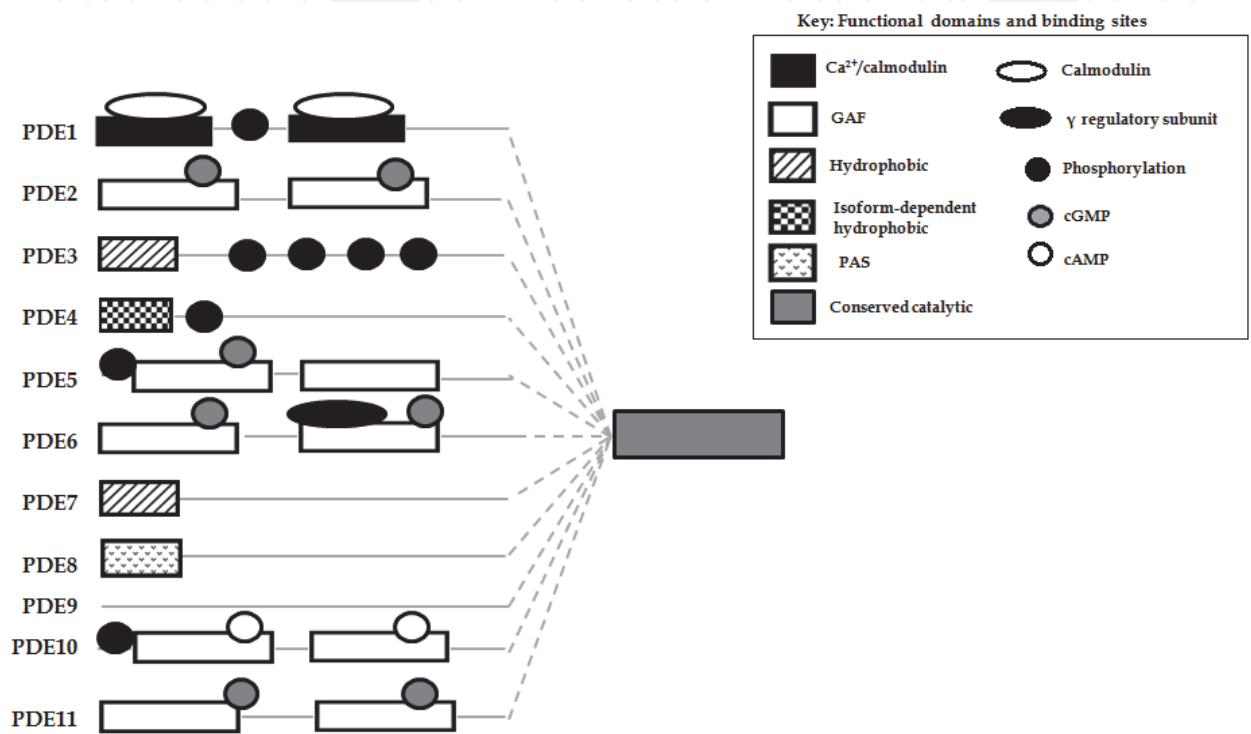 Key: Functional domains and binding sites
Ca²⁺/calmodulin
Calmodulin
GAF
γ regulatory subunit
Hydrophobic
Phosphorylation
Isoform-dependent
hydrophobic
cGMP
PAS
cAMP
Conserved catalytic
PDE1
PDE2
PDE3
PDE4
PDE5
PDE6
PDE7
PDE8
PDE9
PDE10
PDE11